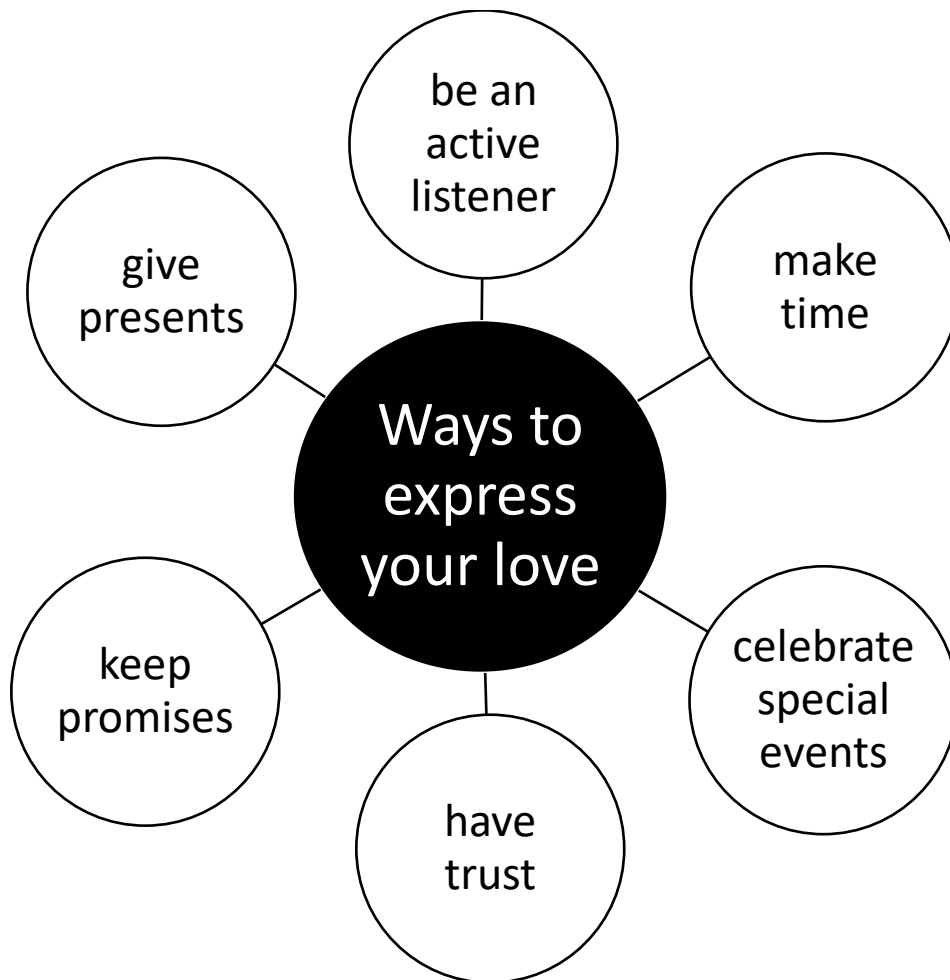 be an
active
listener
give
presents
make
time
Ways to
express
your love
keep
promises
celebrate
special
events
have
trust